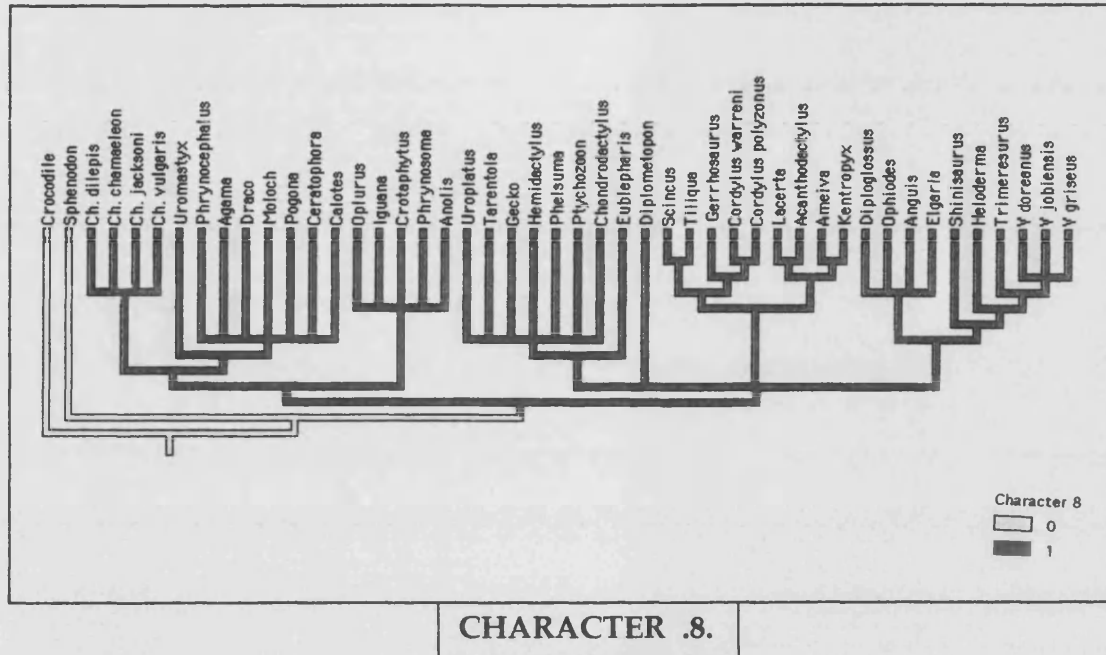 Crocodile
Sphenodon
Ch. dilepis
Ch. chamaeleon
Ch. jacksoni
Ch. vulgaris
Uromastyx
Phrynocephalus
Agama
Draco
Moloch
Pogona
Ceratophora
Calotes
Oplurus
Iguana
Crotaphytus
Phrynosoma
Anolis
Uroplatus
Tarentola
Gecko
Hemidactylus
Phelsuma
Ptychozoon
Chondrodactylus
Eublepharis
Diplometopon
Scincus
Tiliqua
Gerrhosaurus
Cordylus warreni
Cordylus polyzonus
Lacerta
Acanthodactylus
Ameiva
Kentropyx
Diploglossus
Ophiodes
Anguis
Elgaria
Shinisaurus
Heloderma
Trimeresurus
V doreanus
V jobiensis
V griseus
Character 8
0
1
CHARACTER .8.